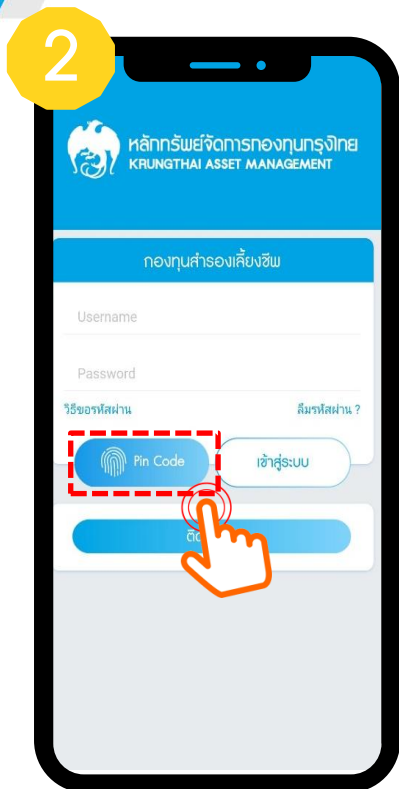 2
หลักทรัพย์จัดการกองทุนกรุงไทย
KRUNGTHAI ASSET MANAGEMENT
กองทุนสำรองเลี้ยงชีพ
Username
Password
วิธีขอรหัสผ่าน ลืมรหัสผ่าน ?
Pin Code เข้าสู่ระบบ